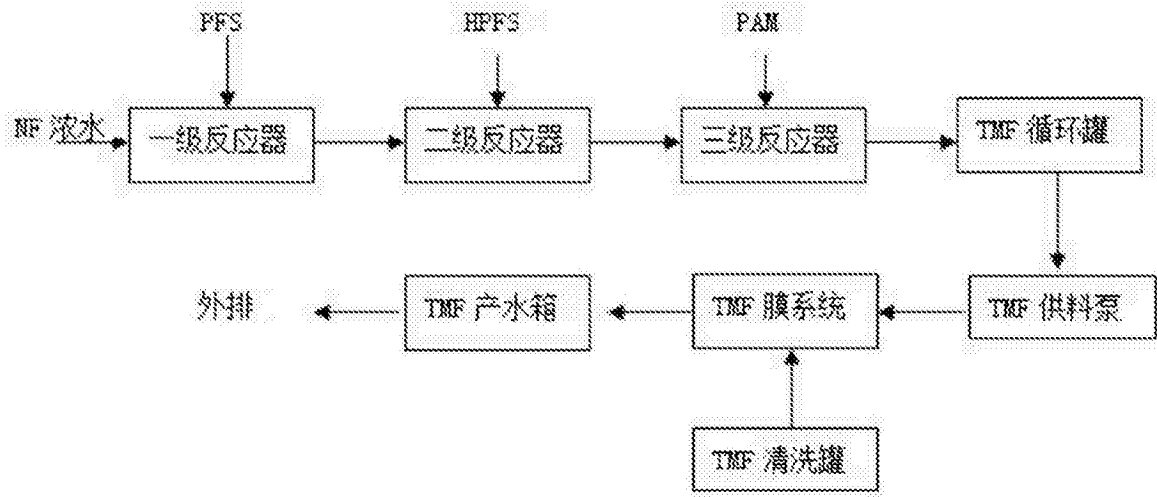 PFS
HPFS
PAM
NF 浓水
一级反应器
二级反应器
三级反应器
TMF 循环罐
外排
TMF 产水箱
TMF 膜系统
TMF 供料泵
TMF 清洗罐